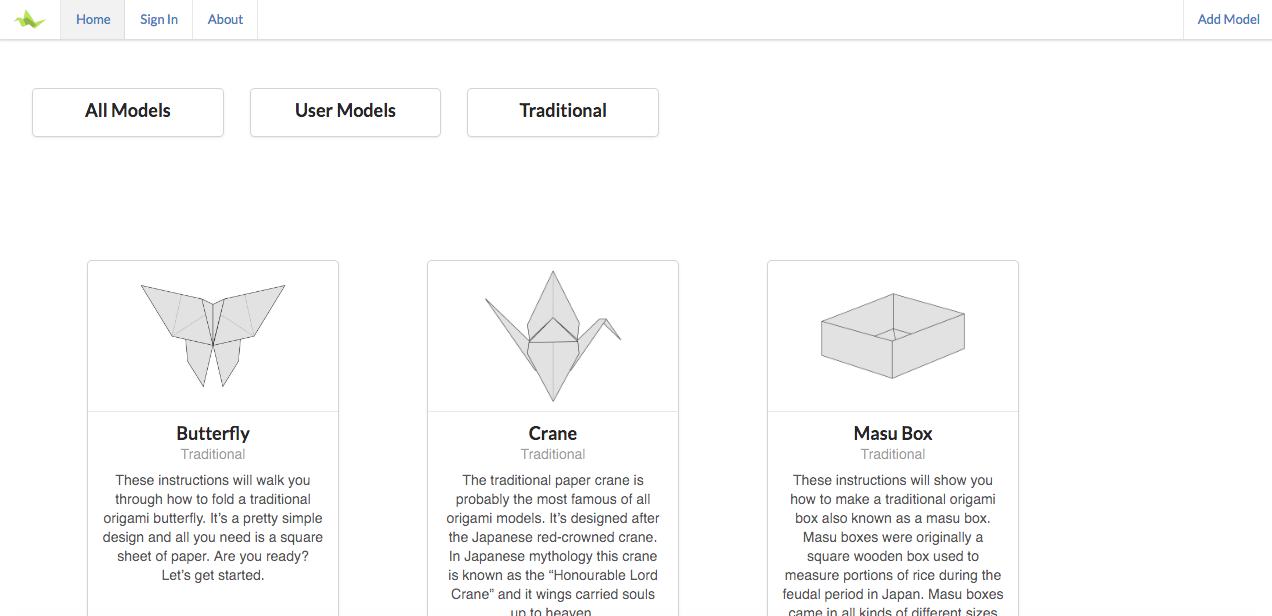 Home Sign In About Add Model
All Models User Models Traditional
Butterfly
Traditional
These instructions will walk you
through how to fold a traditional
origami butterfly. It’s a pretty simple
design and all you need is a square
sheet of paper. Are you ready?
Let’s get started.
Crane
Traditional
The traditional paper crane is
probably the most famous of all
origami models. It’s designed after
the Japanese red-crowned crane.
In Japanese mythology this crane
is known as the “Honourable Lord
Crane” and it wings carried souls
up to heaven
Masu Box
Traditional
These instructions will show you
how to make a traditional origami
box also known as a masu box.
Masu boxes were originally a
square wooden box used to
measure portions of rice during the
feudal period in Japan. Masu boxes
came in all kinds of different sizes